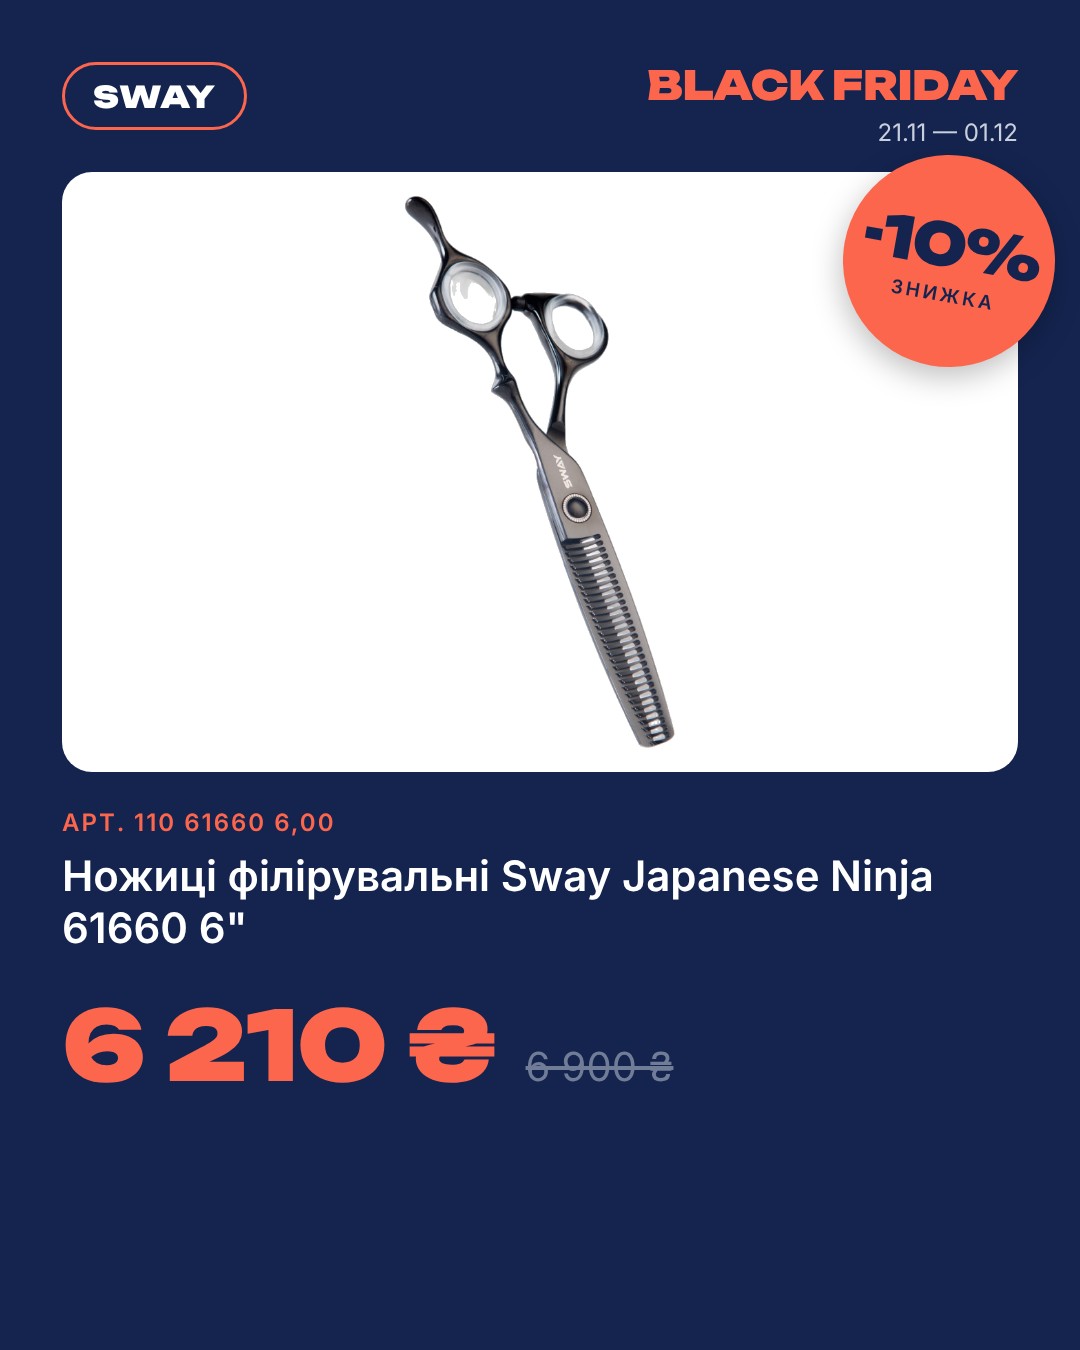 SWAY
BLACK FRIDAY
21.11 — 01.12
-10%
ЗНИЖКА
SWAY
АРТ. 110 61660 6,00
Ножиці філірувальні Sway Japanese Ninja
61660 6"
6 210 ₴ 6 900 ₴